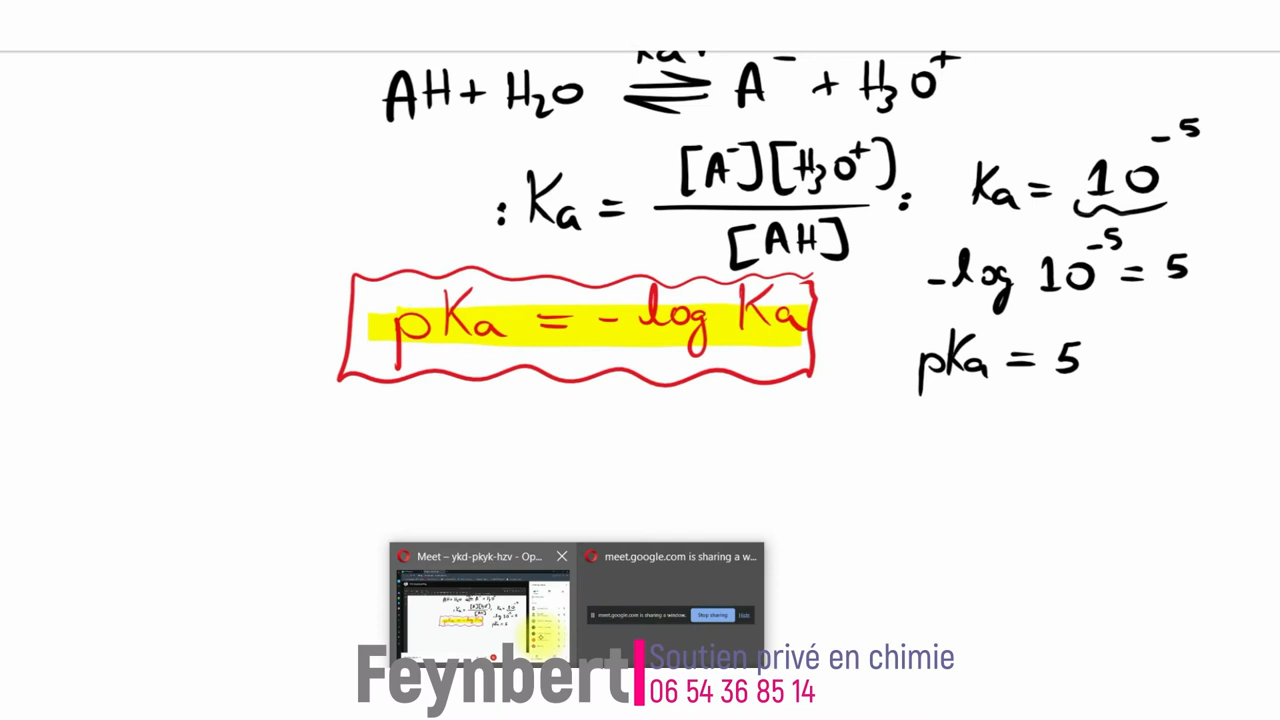 Ka
AH + H2O ⇌ A⁻ + H3O⁺
: Ka = [A⁻][H3O⁺] / [AH] :
Ka = 10⁻⁵
-log 10⁻⁵ = 5
pKa = - log Ka
pKa = 5
Meet – ykd-pkyk-hzv - Op...
meet.google.com is sharing a w...
meet.google.com is sharing a window.
Stop sharing
Hide
Feynbert
Soutien privé en chimie
06 54 36 85 14